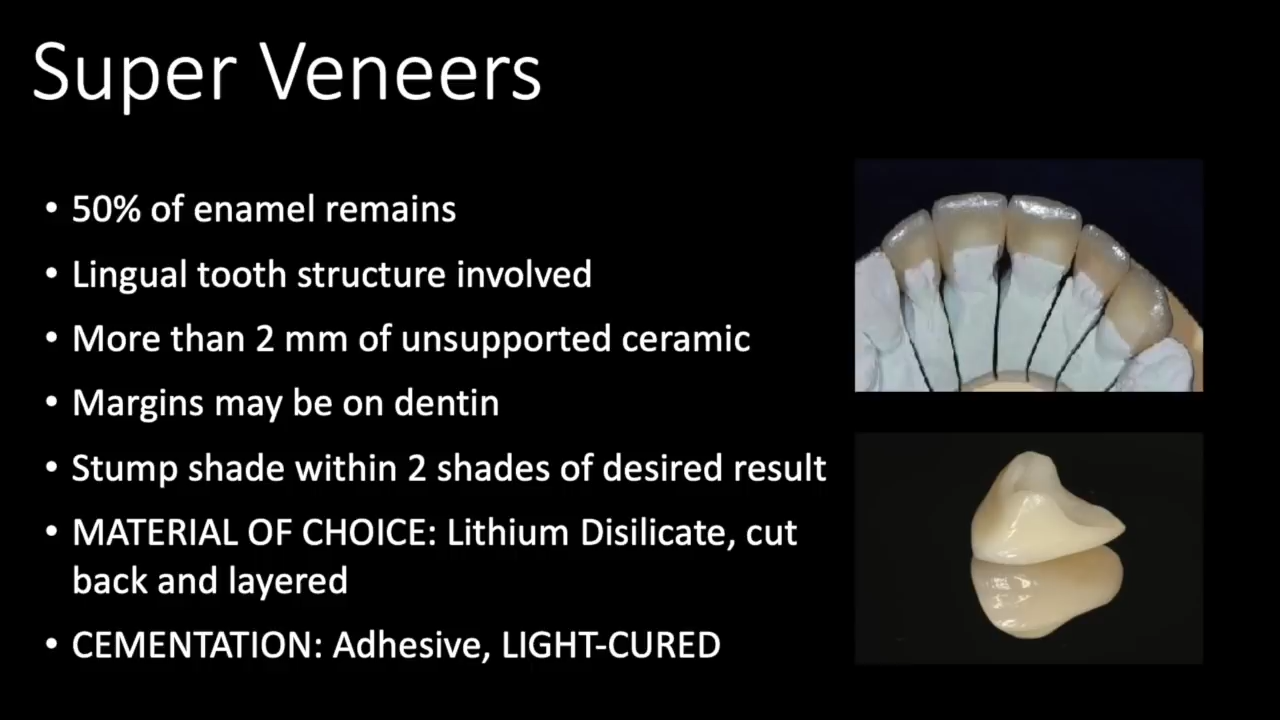 Super Veneers
• 50% of enamel remains
• Lingual tooth structure involved
• More than 2 mm of unsupported ceramic
• Margins may be on dentin
• Stump shade within 2 shades of desired result
• MATERIAL OF CHOICE: Lithium Disilicate, cut
back and layered
• CEMENTATION: Adhesive, LIGHT-CURED